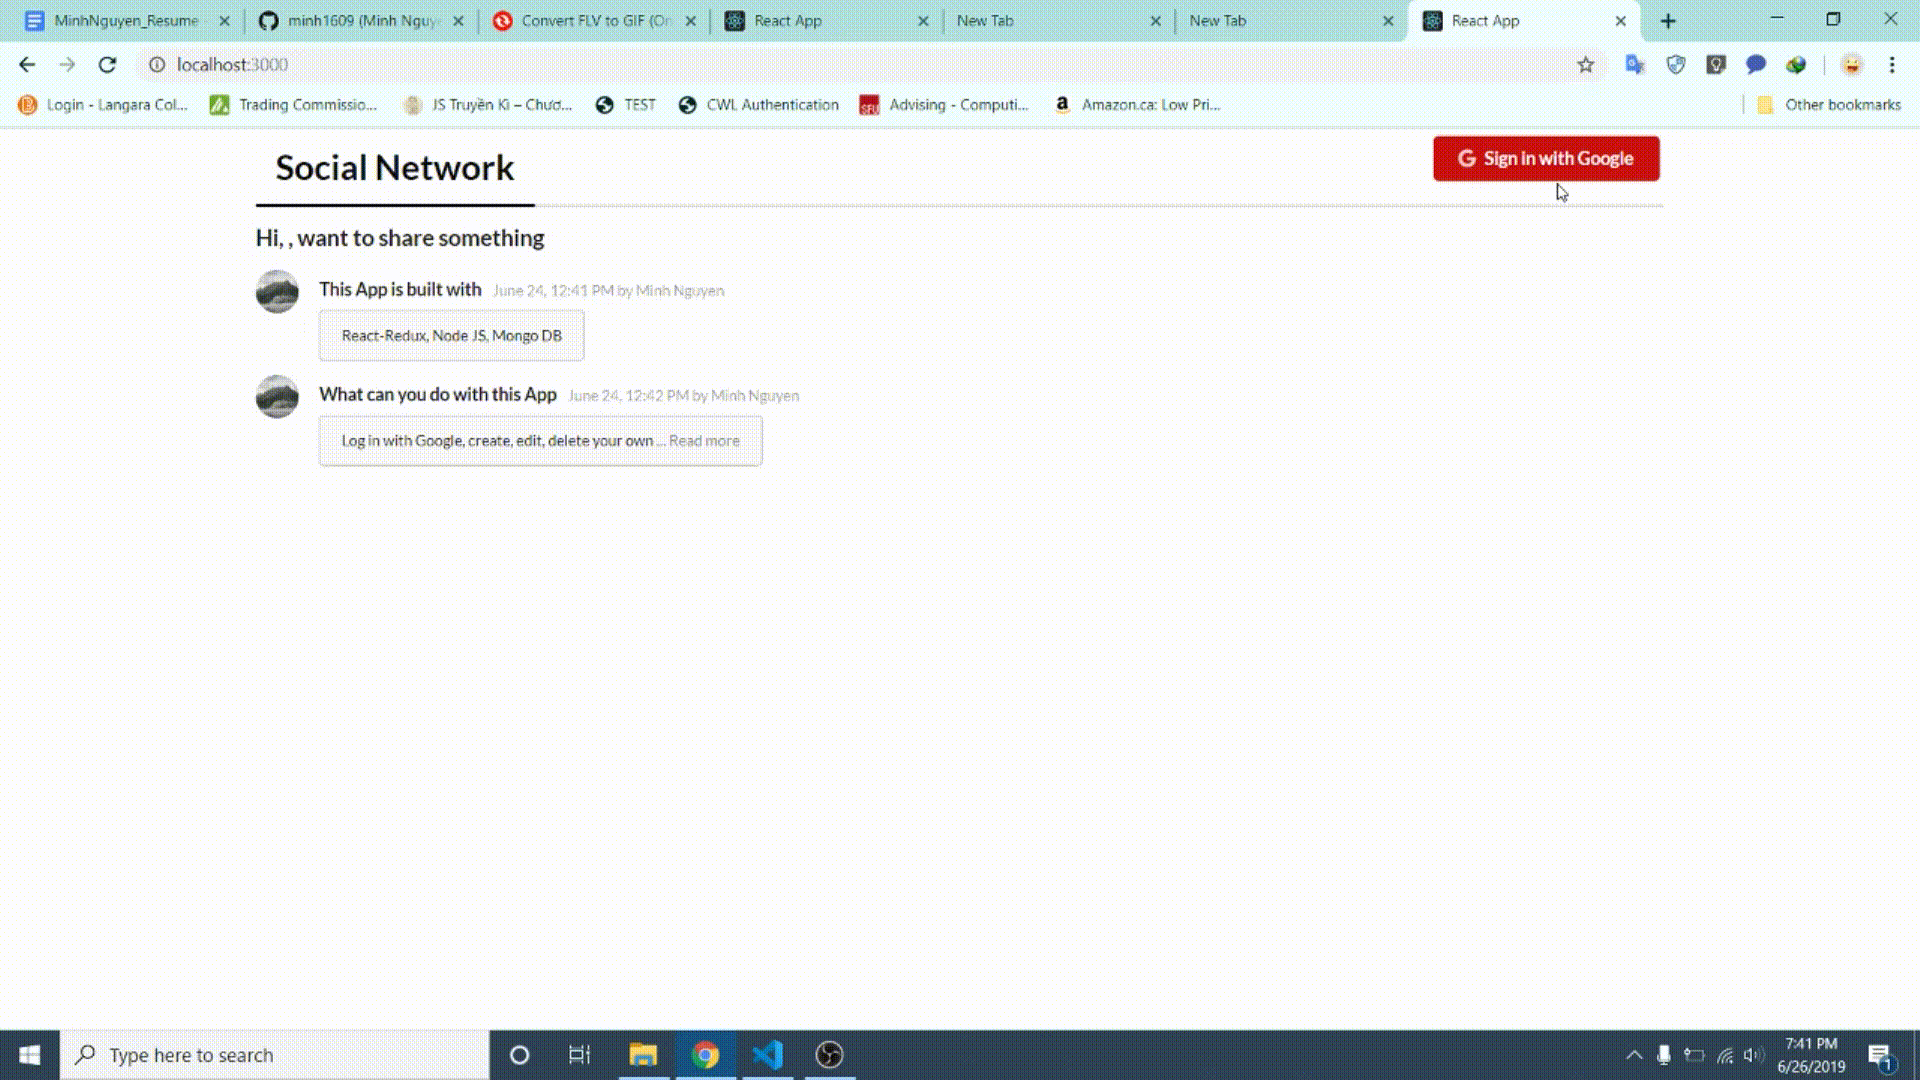 MinhNguyen_Resume
minh1609 (Minh Nguy
Convert FLV to GIF (On
React App
New Tab
New Tab
React App
localhost:3000
Login - Langara Col...
Trading Commissio...
JS Truyền Kì – Chươ...
TEST
CWL Authentication
SFU
Advising - Computi...
Amazon.ca: Low Pri...
Other bookmarks
Social Network
G Sign in with Google
Hi, , want to share something
This App is built with June 24, 12:41 PM by Minh Nguyen
React-Redux, Node JS, Mongo DB
What can you do with this App June 24, 12:42 PM by Minh Nguyen
Log in with Google, create, edit, delete your own ... Read more
Type here to search
7:41 PM
6/26/2019
1